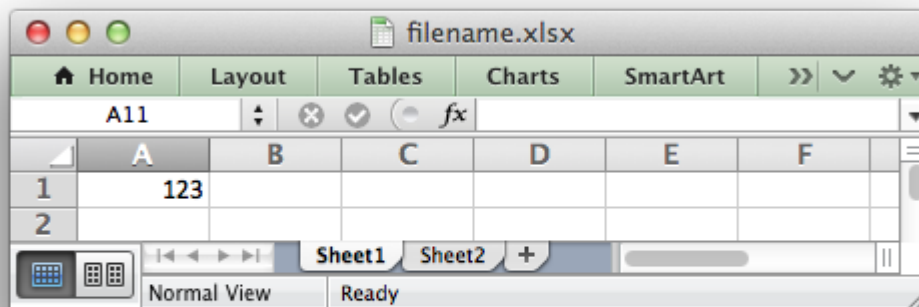 filename.xlsx
Home Layout Tables Charts SmartArt
A11 fx
A B C D E F
1 123
2
Sheet1 Sheet2 +
Normal View Ready